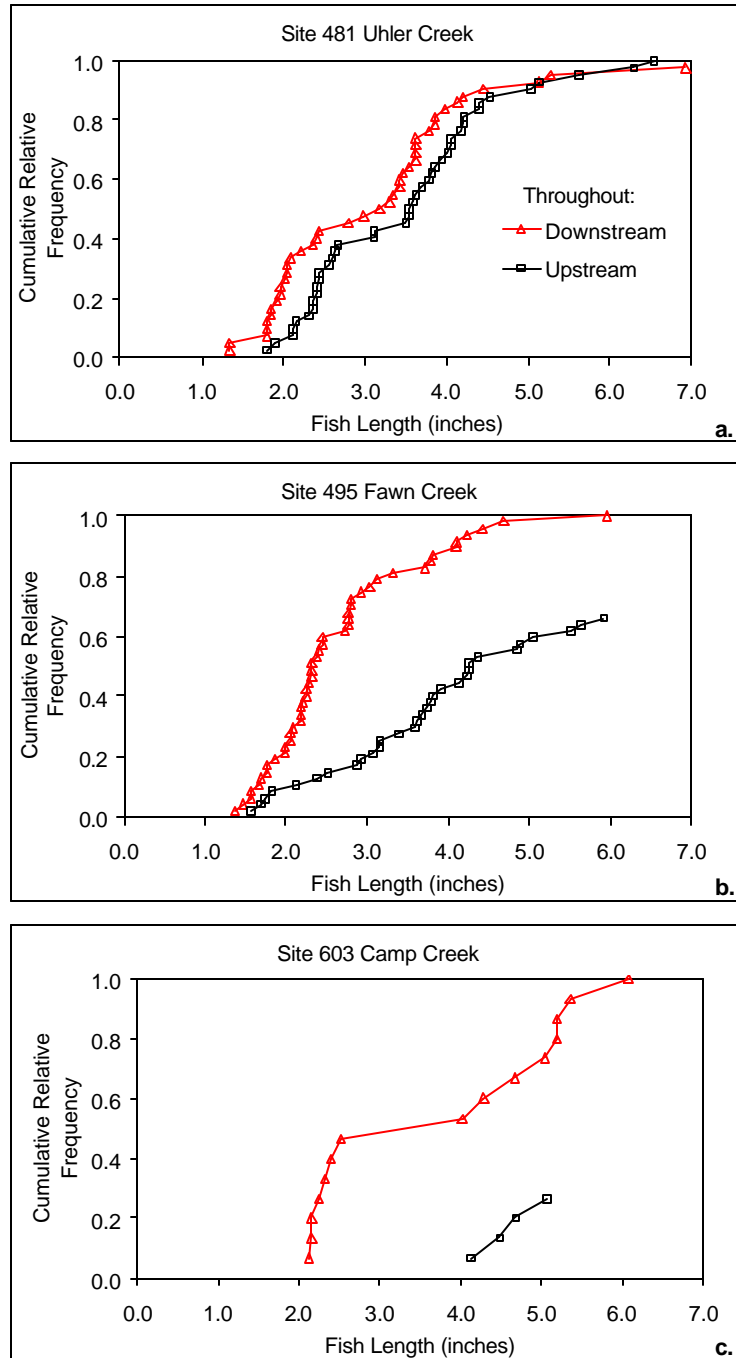 Site 481 Uhler Creek
Cumulative Relative
Frequency
1.0
0.8
0.6
0.4
0.2
0.0
Throughout:
Downstream
Upstream
0.0 1.0 2.0 3.0 4.0 5.0 6.0 7.0
Fish Length (inches)
a.
Site 495 Fawn Creek
Cumulative Relative
Frequency
1.0
0.8
0.6
0.4
0.2
0.0
0.0 1.0 2.0 3.0 4.0 5.0 6.0 7.0
Fish Length (inches)
b.
Site 603 Camp Creek
Cumulative Relative
Frequency
1.0
0.8
0.6
0.4
0.2
0.0
0.0 1.0 2.0 3.0 4.0 5.0 6.0 7.0
Fish Length (inches)
c.